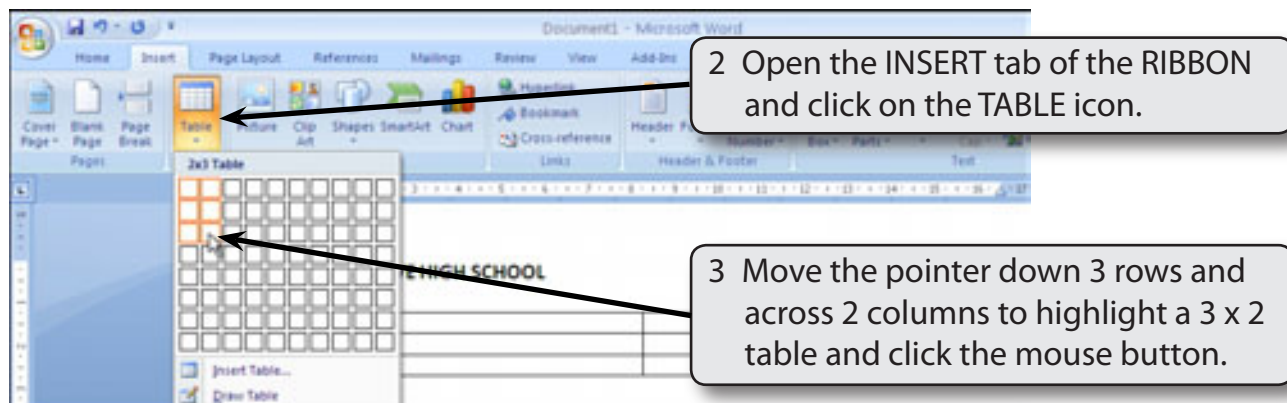 Document1 - Microsoft Word
Home Insert Page Layout References Mailings Review View Add-Ins
2 Open the INSERT tab of the RIBBON
and click on the TABLE icon.
Cover Page Blank Page Page Break
Table Clip Art Shapes SmartArt Chart
Hyperlink
Bookmark
Cross-reference
Header
Number
Box Parts
Pages
Links
Header & Footer
Text
2x3 Table
HIGH SCHOOL
3 Move the pointer down 3 rows and
across 2 columns to highlight a 3 x 2
table and click the mouse button.
Insert Table...
Draw Table